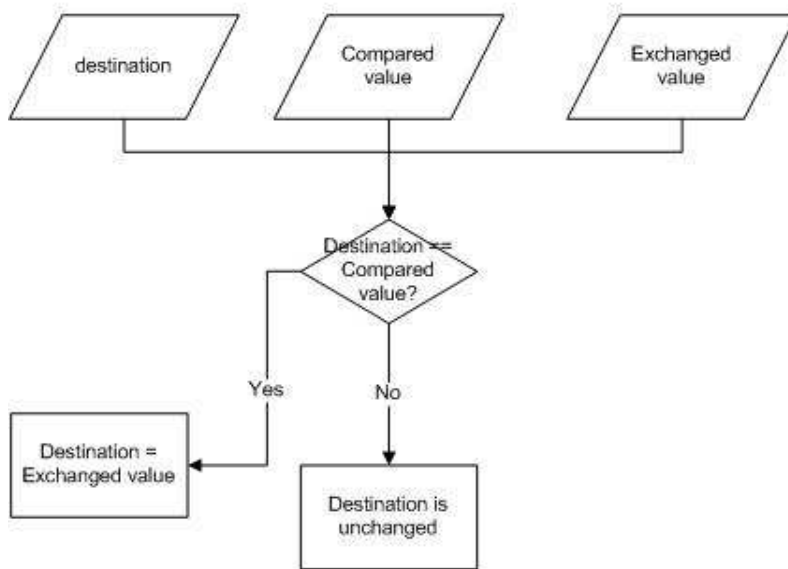 destination
Compared
value
Exchanged
value
Destination ==
Compared
value?
Yes
No
Destination =
Exchanged value
Destination is
unchanged